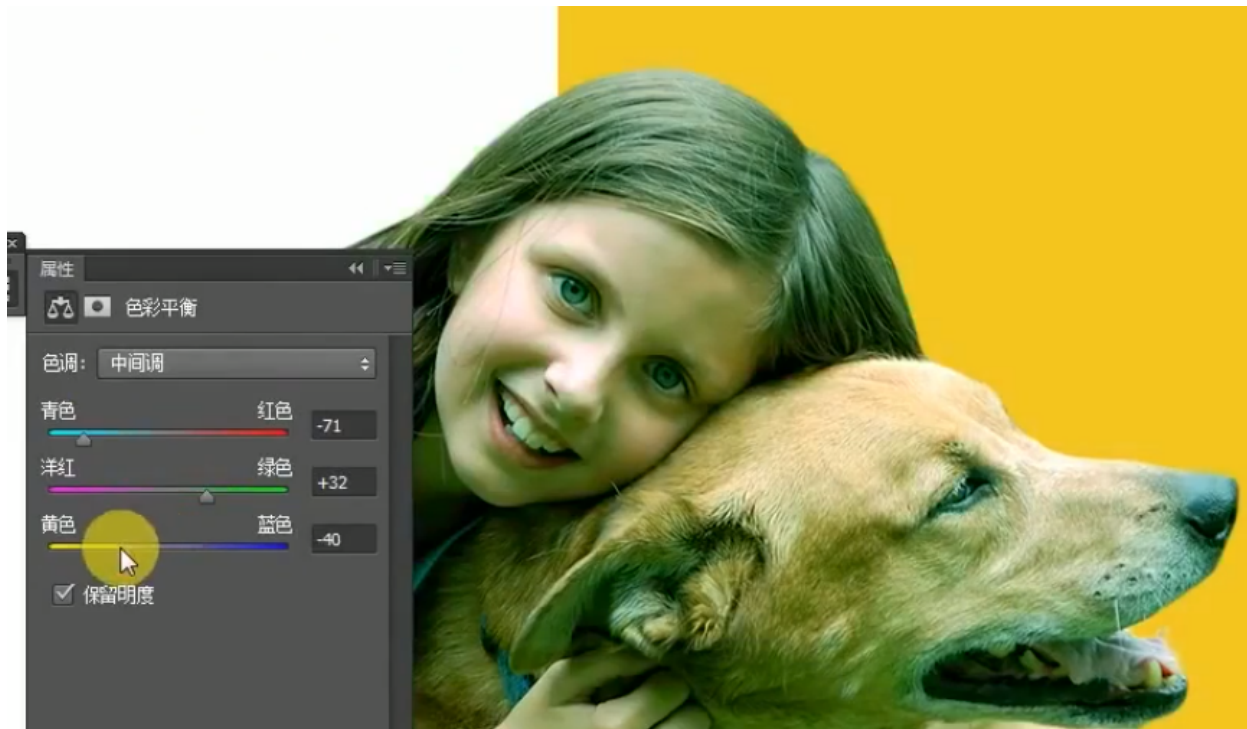 属性
色彩平衡
色调: 中间调
青色 红色 -71
洋红 绿色 +32
黄色 蓝色 -40
保留明度